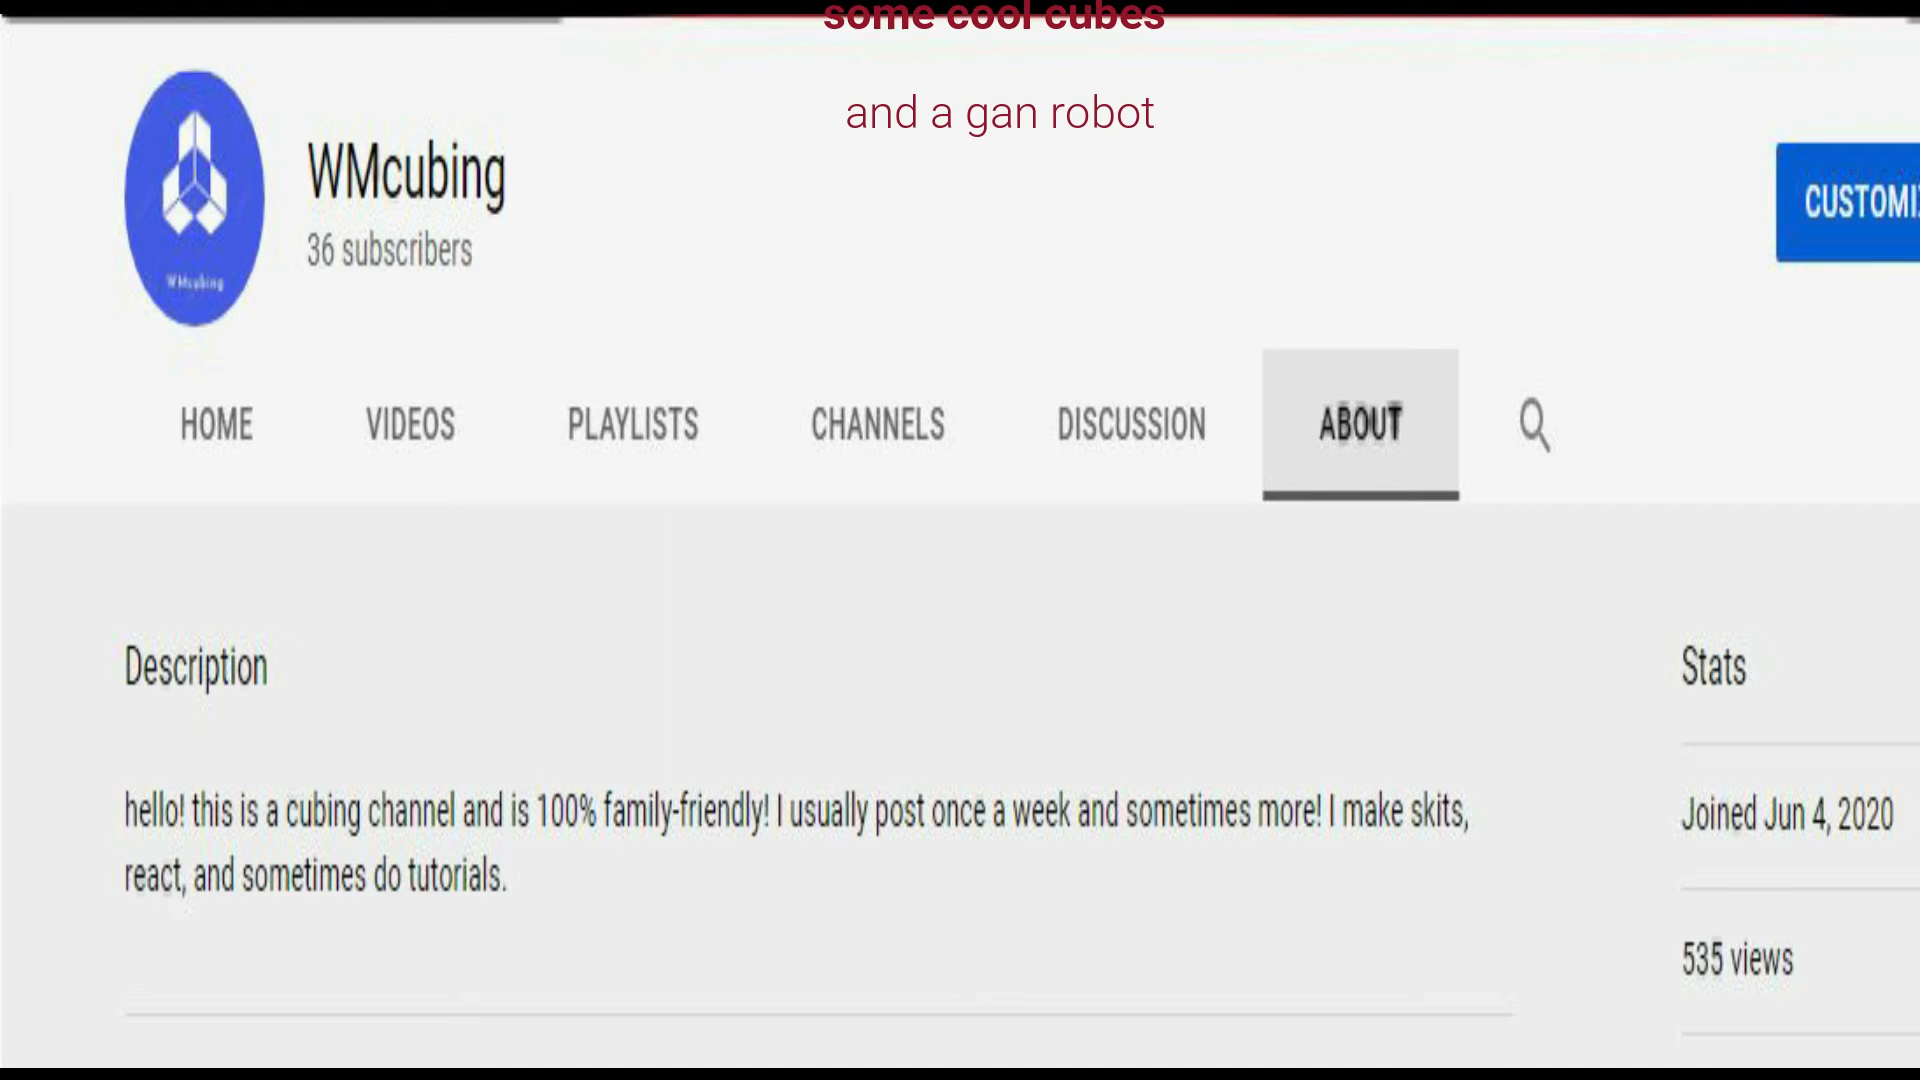 some cool cubes
and a gan robot
WMcubing
36 subscribers
WMcubing
CUSTOMI
HOME VIDEOS PLAYLISTS CHANNELS DISCUSSION ABOUT
Description
hello! this is a cubing channel and is 100% family-friendly! I usually post once a week and sometimes more! I make skits,
react, and sometimes do tutorials.
Stats
Joined Jun 4, 2020
535 views